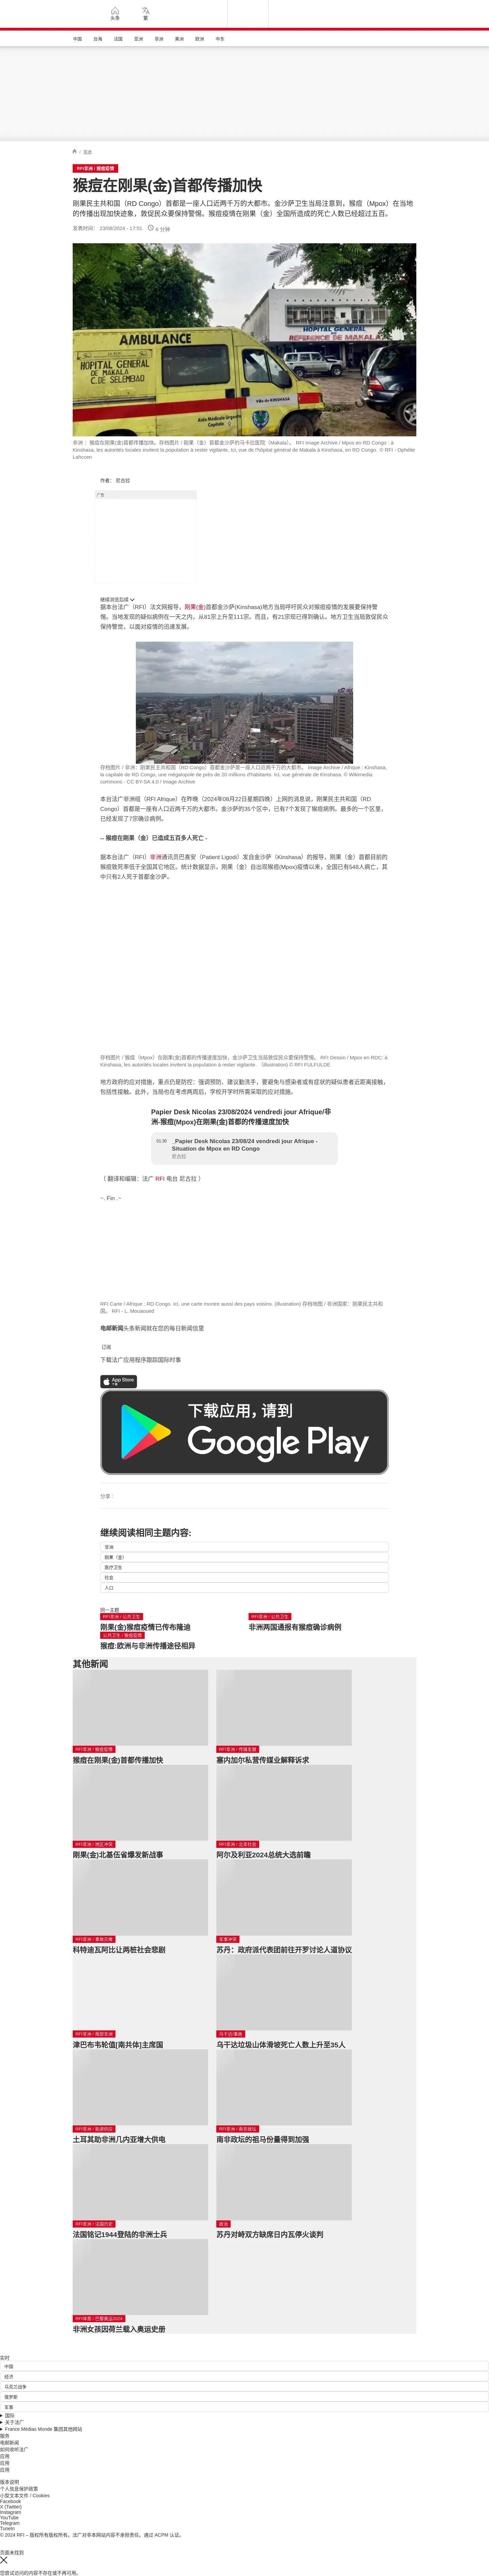 头条
繁
中国
台海
法国
亚洲
非洲
美洲
欧洲
中东
/ 非洲
RFI非洲 / 猴痘疫情
猴痘在刚果(金)首都传播加快
刚果民主共和国（RD Congo）首都是一座人口近两千万的大都市。金沙萨卫生当局注意到，猴痘（Mpox）在当地的传播出现加快迹象，敦促民众要保持警惕。猴痘疫情在刚果（金）全国所造成的死亡人数已经超过五百。
发表时间： 23/08/2024 - 17:51
6 分钟
AMBULANCE
HOPITAL GENERAL DE MAKALA
C.DE SELEMBAO
Aide Médicale Urgente
Ville de KINSHASA
HOPITAL GENERAL
REFERENCE DE MAKALA
非洲 ： 猴痘在刚果(金)首都传播加快。存档图片 / 刚果（金）首都金沙萨的马卡拉医院（Makala）。 RFI Image Archive / Mpox en RD Congo : à Kinshasa, les autorités locales invitent la population à rester vigilante. Ici, vue de l'hôpital général de Makala à Kinshasa, en RD Congo. © RFI - Ophélie Lahccen
作者： 尼古拉
广告
继续浏览后续
据本台法广（RFI）法文网报导，刚果(金)首都金沙萨(Kinshasa)地方当局呼吁民众对猴痘疫情的发展要保持警惕。当地发现的疑似病例在一天之内，从81宗上升至111宗。而且，有21宗现已得到确认。地方卫生当局敦促民众保持警觉，以面对疫情的迅速发展。
存档图片 / 非洲：刚果民主共和国（RD Congo）首都金沙萨是一座人口近两千万的大都市。 Image Archive / Afrique : Kinshasa, la capitale de RD Congo, une mégalopole de près de 20 millions d'habitants. Ici, vue générale de Kinshasa. © Wikimedia commons - CC BY-SA 4.0 / Image Archive
本台法广非洲组（RFI Afrique）在昨晚（2024年08月22日星期四晚）上网的消息说，刚果民主共和国（RD Congo）首都是一座有人口近两千万的大都市，金沙萨的35个区中，已有7个发现了猴痘病例。最多的一个区里，已经发现了7宗确诊病例。
-- 猴痘在刚果（金）已造成五百多人死亡 -
据本台法广（RFI）非洲通讯员巴塞安（Patient Ligodi）发自金沙萨（Kinshasa）的报导，刚果（金）首都目前的猴痘致死率低于全国其它地区。统计数据显示，刚果（金）自出现猴痘(Mpox)疫情以来，全国已有548人病亡，其中只有2人死于首都金沙萨。
存档图片 / 猴痘（Mpox）在刚果(金)首都的传播速度加快，金沙萨卫生当局敦促民众要保持警惕。 RFI Dessin / Mpox en RDC: à Kinshasa, les autorités locales invitent la population à rester vigilante. （illustration) © RFI FULFULDE
地方政府的应对措施，重点仍是防控：强调预防，建议勤洗手，要避免与感染者或有症状的疑似患者近距离接触，包括性接触。此外，当局也在考虑两周后，学校开学时所需采取的应对措施。
Papier Desk Nicolas 23/08/2024 vendredi jour Afrique/非洲-猴痘(Mpox)在刚果(金)首都的传播速度加快
01:30
_Papier Desk Nicolas 23/08/24 vendredi jour Afrique - Situation de Mpox en RD Congo
尼古拉
（ 翻译和编辑：法广 RFI 电台 尼古拉 ）
~. Fin .~
RFI Carte / Afrique : RD Congo. Ici, une carte montre aussi des pays voisins. (illustration) 存档地图 / 非洲国家：刚果民主共和国。 RFI - L. Mouaoued
电邮新闻头条新闻就在您的每日新闻信里
订阅
下载法广应用程序跟踪国际时事
App Store
下载应用，请到
Google Play
分享 :
继续阅读相同主题内容:
非洲
刚果（金）
医疗卫生
社会
人口
同一主题
RFI非洲 / 公共卫生
刚果(金)猴痘疫情已传布隆迪
RFI非洲 / 公共卫生
非洲两国通报有猴痘确诊病例
公共卫生 / 猴痘疫情
猴痘:欧洲与非洲传播途径相异
其他新闻
RFI非洲 / 猴痘疫情
猴痘在刚果(金)首都传播加快
RFI非洲 / 传媒发展
塞内加尔私营传媒业解释诉求
RFI非洲 / 地区冲突
刚果(金)北基伍省爆发新战事
RFI非洲 / 北非社会
阿尔及利亚2024总统大选前瞻
RFI非洲 / 事故灾难
科特迪瓦阿比让两桩社会悲剧
军事冲突
苏丹：政府派代表团前往开罗讨论人道协议
RFI非洲 / 南部非洲
津巴布韦轮值[南共体]主席国
乌干达/事故
乌干达垃圾山体滑坡死亡人数上升至35人
RFI非洲 / 能源供应
土耳其助非洲几内亚增大供电
RFI非洲 / 南非政坛
南非政坛的祖马份量得到加强
RFI非洲 / 法国历史
法国铭记1944登陆的非洲士兵
政治
苏丹对峙双方缺席日内瓦停火谈判
RFI体育 / 巴黎奥运2024
非洲女孩因荷兰载入奥运史册
实时
中国
经济
乌克兰战争
俄罗斯
军事
国际
关于法广
France Médias Monde 集团其他网站
服务
电邮新闻
如何收听法广
应用
应用
应用
版本说明
个人信息保护政策
小型文本文件 / Cookies
Facebook
X (Twitter)
Instagram
YouTube
Telegram
TuneIn
© 2024 RFI – 版权所有版权所有。法广对非本网站内容不承担责任。通过 ACPM 认证。
页面未找到
您尝试访问的内容不存在或不再可用。